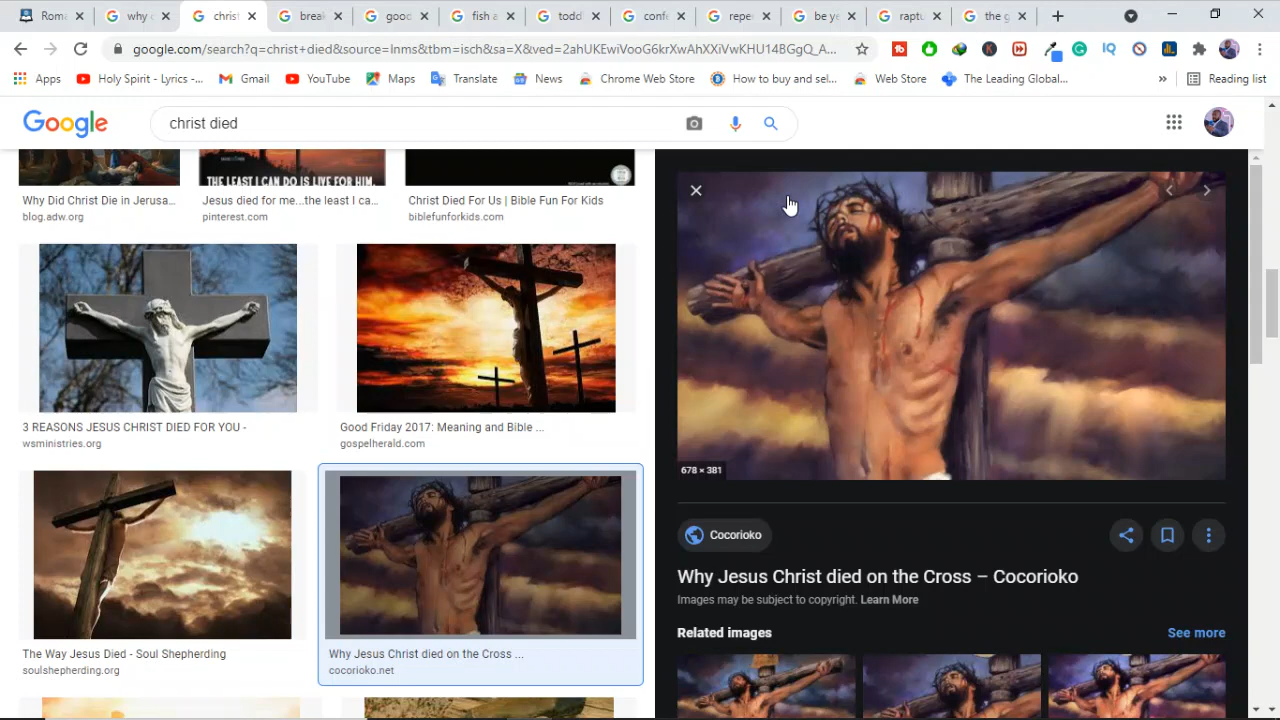 Rom
why c
christ
break
good
fish a
toddl
confe
repe
be ye
raptu
the g
google.com/search?q=christ+died&source=lnms&tbm=isch&sa=X&ved=2ahUKEwiVooG6krXwAhXXiVwKHU14BGgQ_A...
Apps
Holy Spirit - Lyrics -...
Gmail
YouTube
Maps
Translate
News
Chrome Web Store
How to buy and sel...
Web Store
The Leading Global...
»
Reading list
Google
christ died
THE LEAST I CAN DO IS LIVE FOR HIM.
Why Did Christ Die in Jerusa...
blog.adw.org
Jesus died for me...the least I ca...
pinterest.com
Christ Died For Us | Bible Fun For Kids
biblefunforkids.com
3 REASONS JESUS CHRIST DIED FOR YOU -
wsministries.org
Good Friday 2017: Meaning and Bible ...
gospelherald.com
The Way Jesus Died - Soul Shepherding
soulshepherding.org
Why Jesus Christ died on the Cross ...
cocorioko.net
678 × 381
Cocorioko
Why Jesus Christ died on the Cross – Cocorioko
Images may be subject to copyright. Learn More
Related images
See more